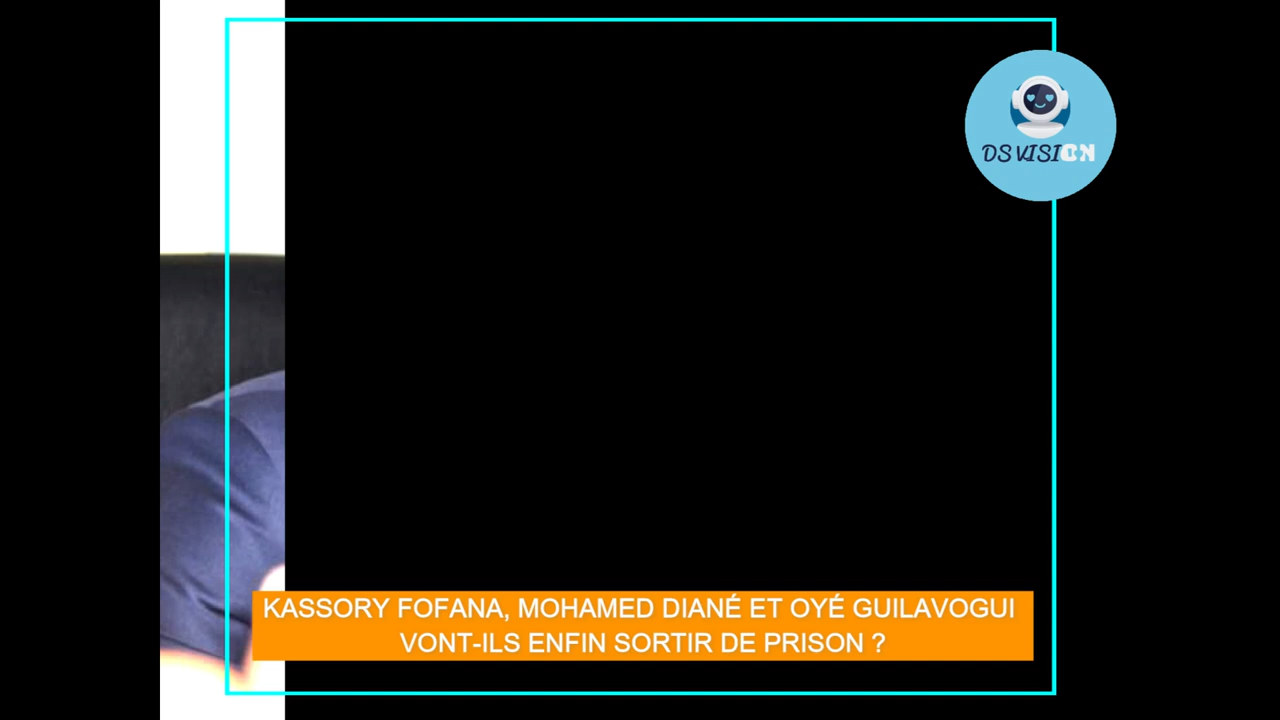 DS VISION
KASSORY FOFANA, MOHAMED DIANÉ ET OYÉ GUILAVOGUI
VONT-ILS ENFIN SORTIR DE PRISON ?